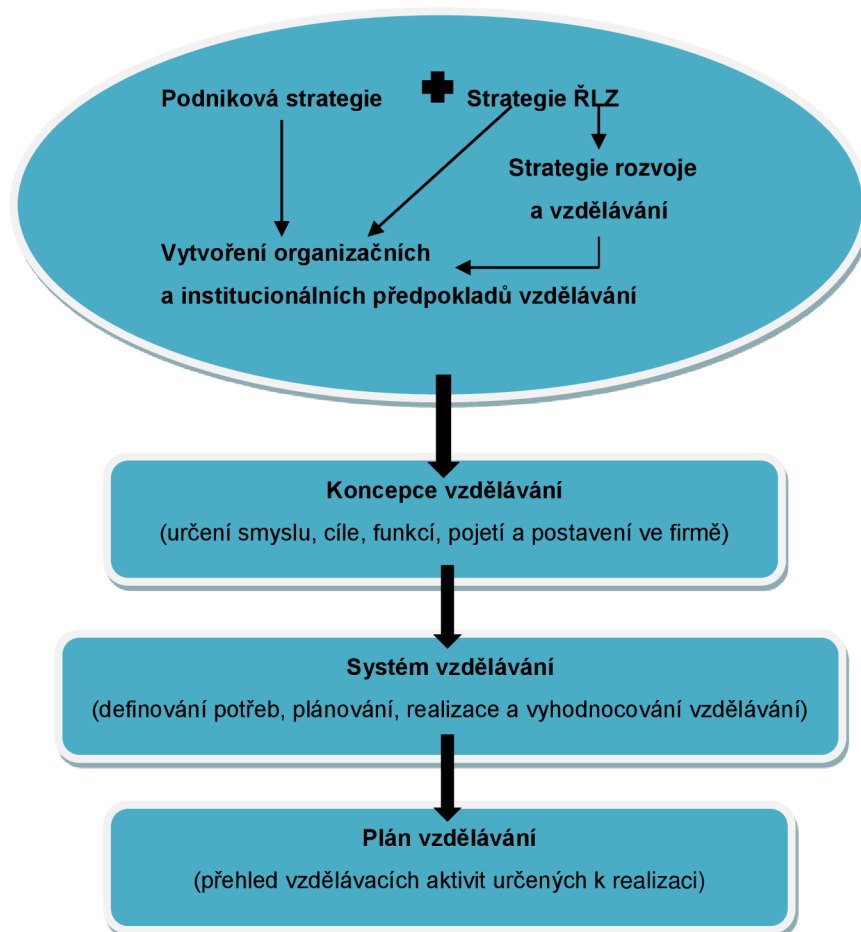 Podniková strategie
Strategie ŘLZ
Strategie rozvoje
a vzdělávání
Vytvoření organizačních
a institucionálních předpokladů vzdělávání
Koncepce vzdělávání
(určení smyslu, cíle, funkcí, pojetí a postavení ve firmě)
Systém vzdělávání
(definování potřeb, plánování, realizace a vyhodnocování vzdělávání)
Plán vzdělávání
(přehled vzdělávacích aktivit určených k realizaci)